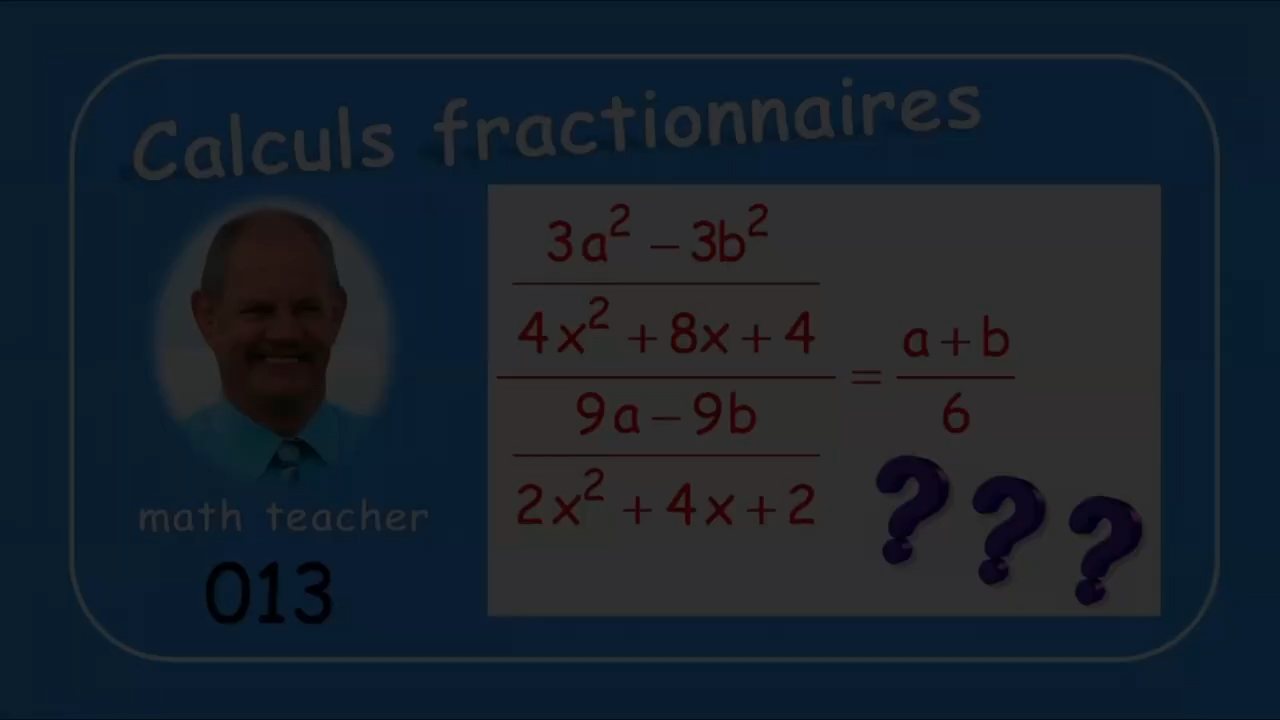 Calculs fractionnaires
3a² − 3b²
4x² + 8x + 4
9a − 9b
2x² + 4x + 2
= a + b
6
? ? ?
math teacher
013